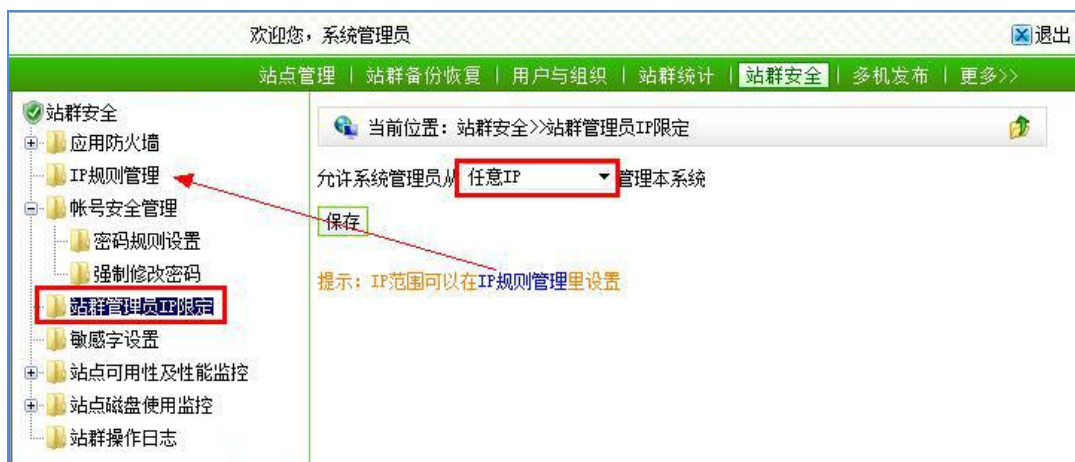 欢迎您，系统管理员
退出
站点管理 | 站群备份恢复 | 用户与组织 | 站群统计 | 站群安全 | 多机发布 | 更多>>
站群安全
应用防火墙
IP规则管理
帐号安全管理
密码规则设置
强制修改密码
站群管理员IP限定
敏感字设置
站点可用性及性能监控
站点磁盘使用监控
站群操作日志
当前位置：站群安全>>站群管理员IP限定
允许系统管理员从 任意IP 管理本系统
保存
提示：IP范围可以在IP规则管理里设置